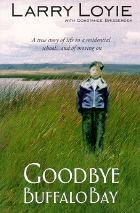 LARRY LOYIE
WITH CONSTANCE BRISSENDEN
A true story of life in a residential
school, and of moving on
GOODBYE
BUFFALO BAY